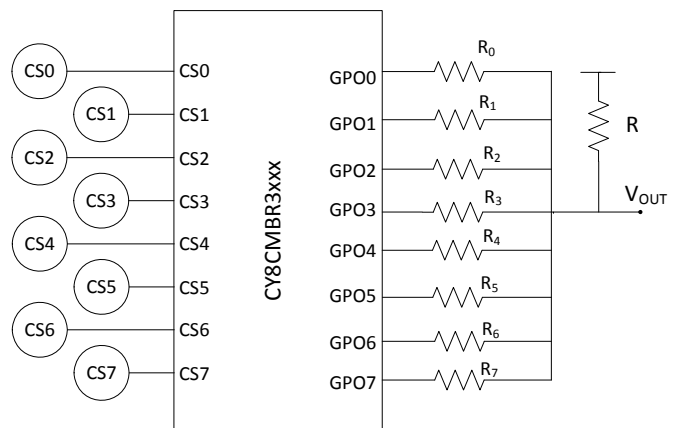 CS0
CS1
CS2
CS3
CS4
CS5
CS6
CS7
CS0
CS1
CS2
CS3
CS4
CS5
CS6
CS7
CY8CMBR3xxx
GPO0
GPO1
GPO2
GPO3
GPO4
GPO5
GPO6
GPO7
R0
R1
R2
R3
R4
R5
R6
R7
R
VOUT